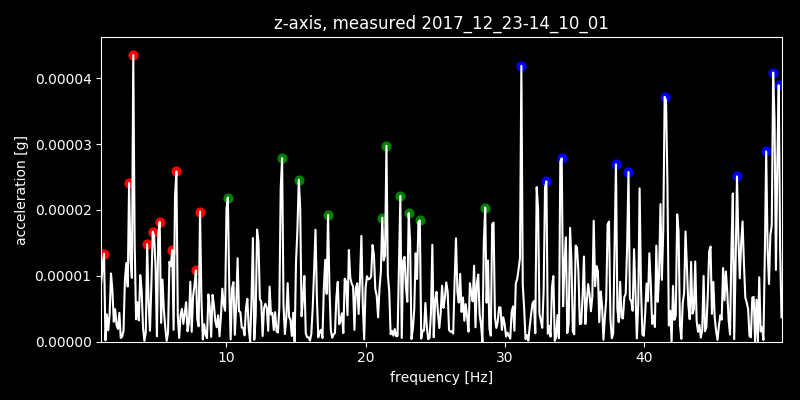 z-axis, measured 2017_12_23-14_10_01
0.00004
0.00003
0.00002
0.00001
0.00000
acceleration [g]
10 20 30 40
frequency [Hz]